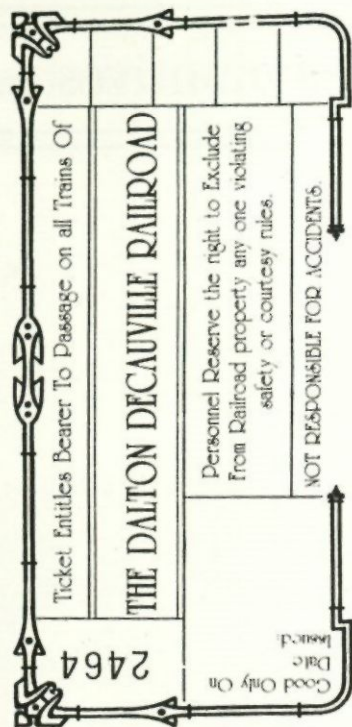 Ticket Entitles Bearer To Passage on all Trains Of
THE DALTON DECAUVILLE RAILROAD
Personnel Reserve the right to Exclude
From Railroad property any one violating
safety or courtesy rules.
NOT RESPONSIBLE FOR ACCIDENTS.
2464
Good Only On
Date
Issued: